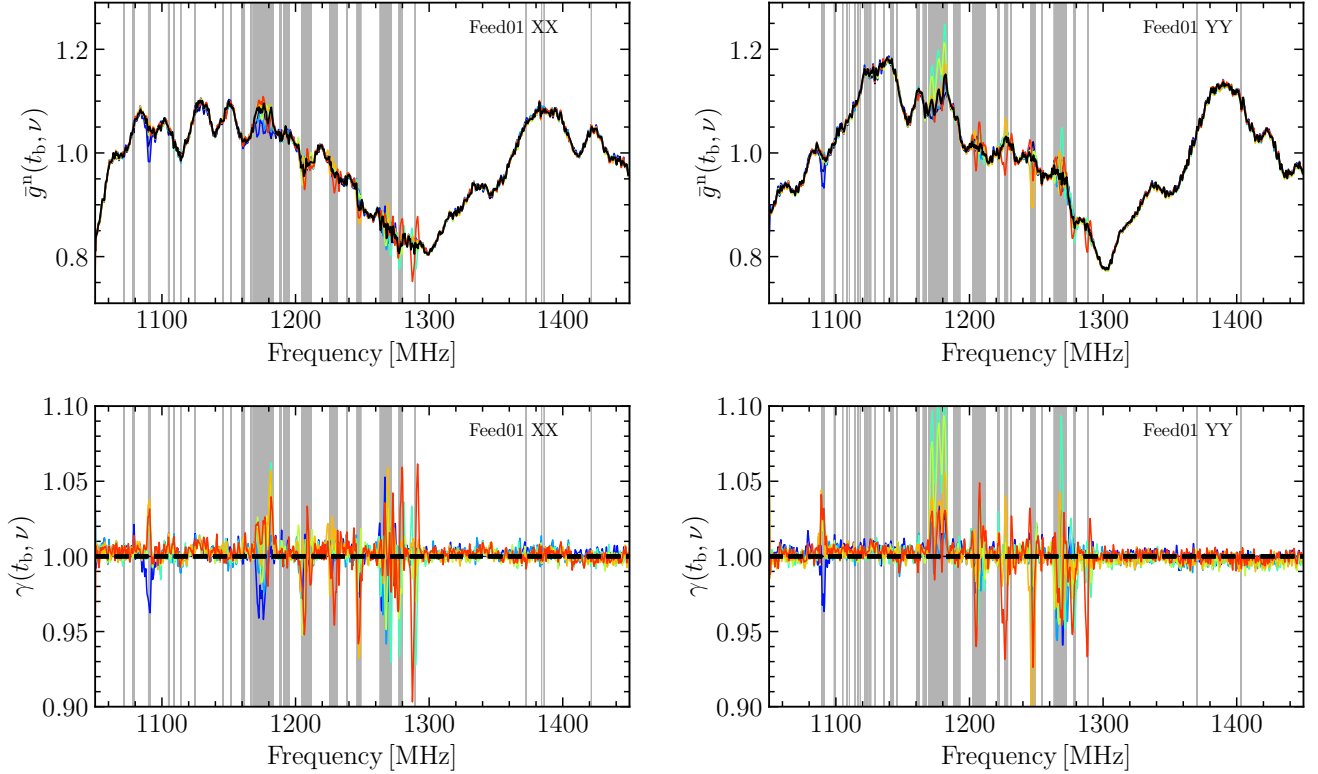 Feed01 XX
1.2
1.0
0.8
ḡⁿ(t_b, ν)
1100 1200 1300 1400
Frequency [MHz]
Feed01 YY
1.2
1.0
0.8
ḡⁿ(t_b, ν)
1100 1200 1300 1400
Frequency [MHz]
Feed01 XX
1.10
1.05
1.00
0.95
0.90
γ(t_b, ν)
1100 1200 1300 1400
Frequency [MHz]
Feed01 YY
1.10
1.05
1.00
0.95
0.90
γ(t_b, ν)
1100 1200 1300 1400
Frequency [MHz]